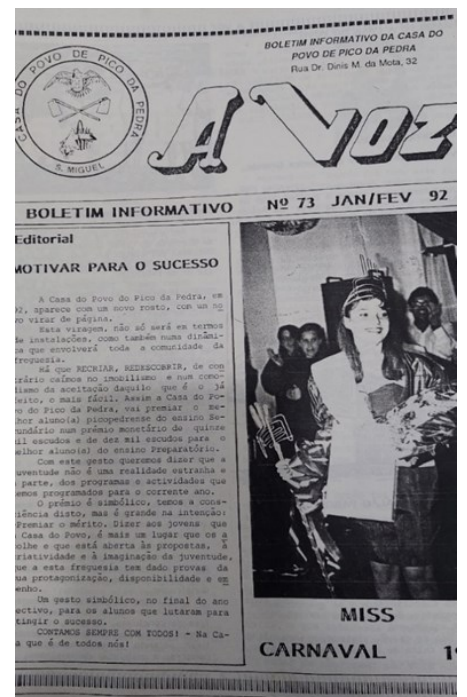 BOLETIM INFORMATIVO DA CASA DO
POVO DE PICO DA PEDRA
Rua Dr. Dinis M. da Mota, 32
CASA DO POVO DE PICO DA PEDRA
S. MIGUEL
A VOZ
BOLETIM INFORMATIVO Nº 73 JAN/FEV 92
Editorial
MOTIVAR PARA O SUCESSO
A Casa do Povo do Pico da Pedra, em
92, aparece com um novo rosto, com um no
vo virar de página.
Esta viragem, não só será em termos
de instalações, como também numa dinâmi-
ca que envolverá toda a comunidade da
freguesia.
Há que RECRIAR, REDESCOBRIR, de con
trário caímos no imobilismo e num como-
dismo da aceitação daquilo que é o já
feito, o mais fácil. Assim a Casa do Po-
vo do Pico da Pedra, vai premiar o me-
lhor aluno(a) picopedrense do ensino Se-
cundário num prémio monetário de quinze
mil escudos e de dez mil escudos para o
melhor aluno(a) do ensino Preparatório.
Com este gesto queremos dizer que a
juventude não é uma realidade estranha e
à parte, dos programas e actividades que
temos programados para o corrente ano.
O prémio é simbólico, temos a cons-
ciência disto, mas é grande na intenção:
Premiar o mérito. Dizer aos jovens que
a Casa do Povo, é mais um lugar que os a
colhe e que está aberta às propostas, à
criatividade e à imaginação da juventude,
que a esta freguesia tem dado provas da
sua protagonização, disponibilidade e em
penho.
Um gesto simbólico, no final do ano
lectivo, para os alunos que lutaram para
atingir o sucesso.
CONTAMOS SEMPRE COM TODOS! - Na Ca-
sa que é de todos nós!
MISS
CARNAVAL 19